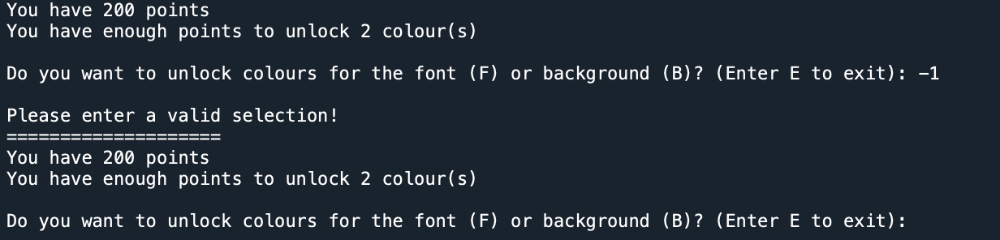 You have 200 points
You have enough points to unlock 2 colour(s)
Do you want to unlock colours for the font (F) or background (B)? (Enter E to exit): -1
Please enter a valid selection!
====================
You have 200 points
You have enough points to unlock 2 colour(s)
Do you want to unlock colours for the font (F) or background (B)? (Enter E to exit):